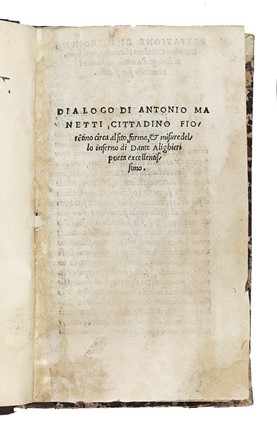 DIALOGO DI ANTONIO MA
NETTI, CITTADINO FIO/
rẽtino circa al sito, forma, & misure del
lo inferno di Dante Alighieri
poeta excellentis/
simo.